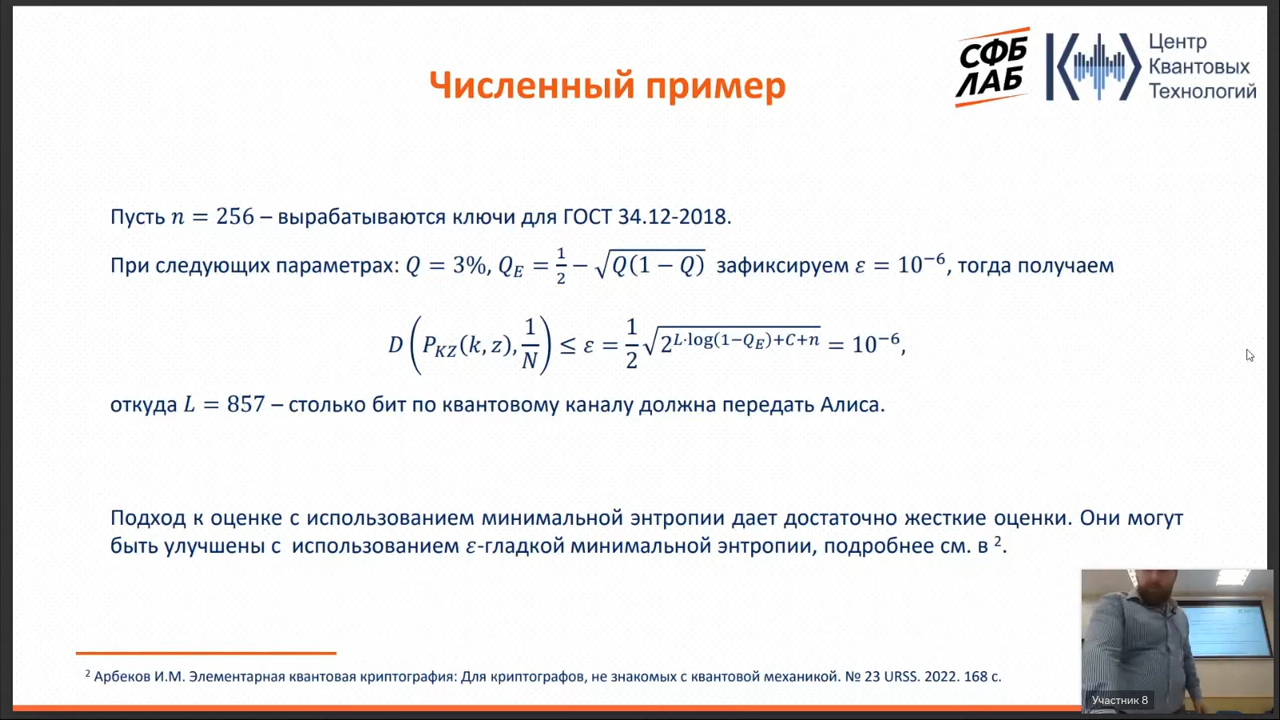 СФБ
ЛАБ
Центр
Квантовых
Технологий
Численный пример
Пусть n = 256 – вырабатываются ключи для ГОСТ 34.12-2018.
При следующих параметрах: Q = 3%, Q_E = 1/2 − √(Q(1 − Q)) зафиксируем ε = 10⁻⁶, тогда получаем
D(P_KZ(k, z), 1/N) ≤ ε = 1/2 √(2^(L·log(1−Q_E)+C+n)) = 10⁻⁶,
откуда L = 857 – столько бит по квантовому каналу должна передать Алиса.
Подход к оценке с использованием минимальной энтропии дает достаточно жесткие оценки. Они могут
быть улучшены с использованием ε-гладкой минимальной энтропии, подробнее см. в ².
² Арбеков И.М. Элементарная квантовая криптография: Для криптографов, не знакомых с квантовой механикой. № 23 URSS. 2022. 168 с.
Участник 8